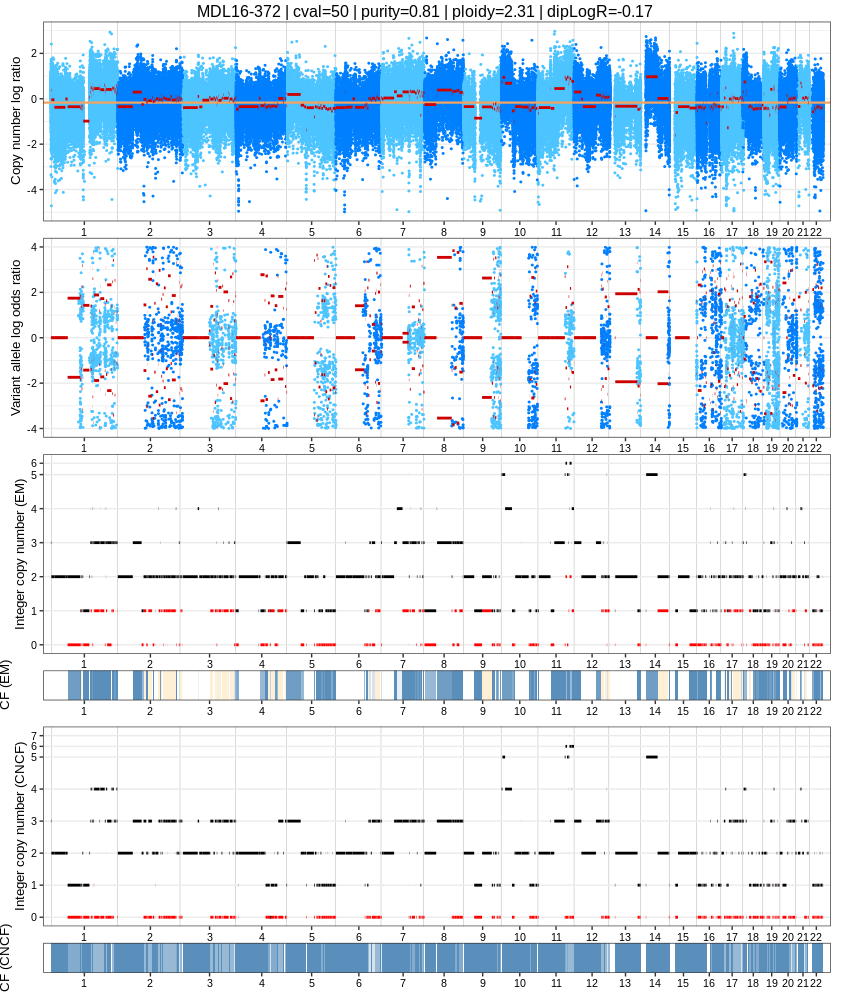 MDL16-372 | cval=50 | purity=0.81 | ploidy=2.31 | dipLogR=-0.17
Copy number log ratio
2
0
-2
-4
1 2 3 4 5 6 7 8 9 10 11 12 13 14 15 16 17 18 19 20 21 22
Variant allele log odds ratio
4
2
0
-2
-4
1 2 3 4 5 6 7 8 9 10 11 12 13 14 15 16 17 18 19 20 21 22
Integer copy number (EM)
6
5
4
3
2
1
0
1 2 3 4 5 6 7 8 9 10 11 12 13 14 15 16 17 18 19 20 21 22
CF (EM)
1 2 3 4 5 6 7 8 9 10 11 12 13 14 15 16 17 18 19 20 21 22
Integer copy number (CNCF)
7
6
5
4
3
2
1
0
1 2 3 4 5 6 7 8 9 10 11 12 13 14 15 16 17 18 19 20 21 22
CF (CNCF)
1 2 3 4 5 6 7 8 9 10 11 12 13 14 15 16 17 18 19 20 21 22